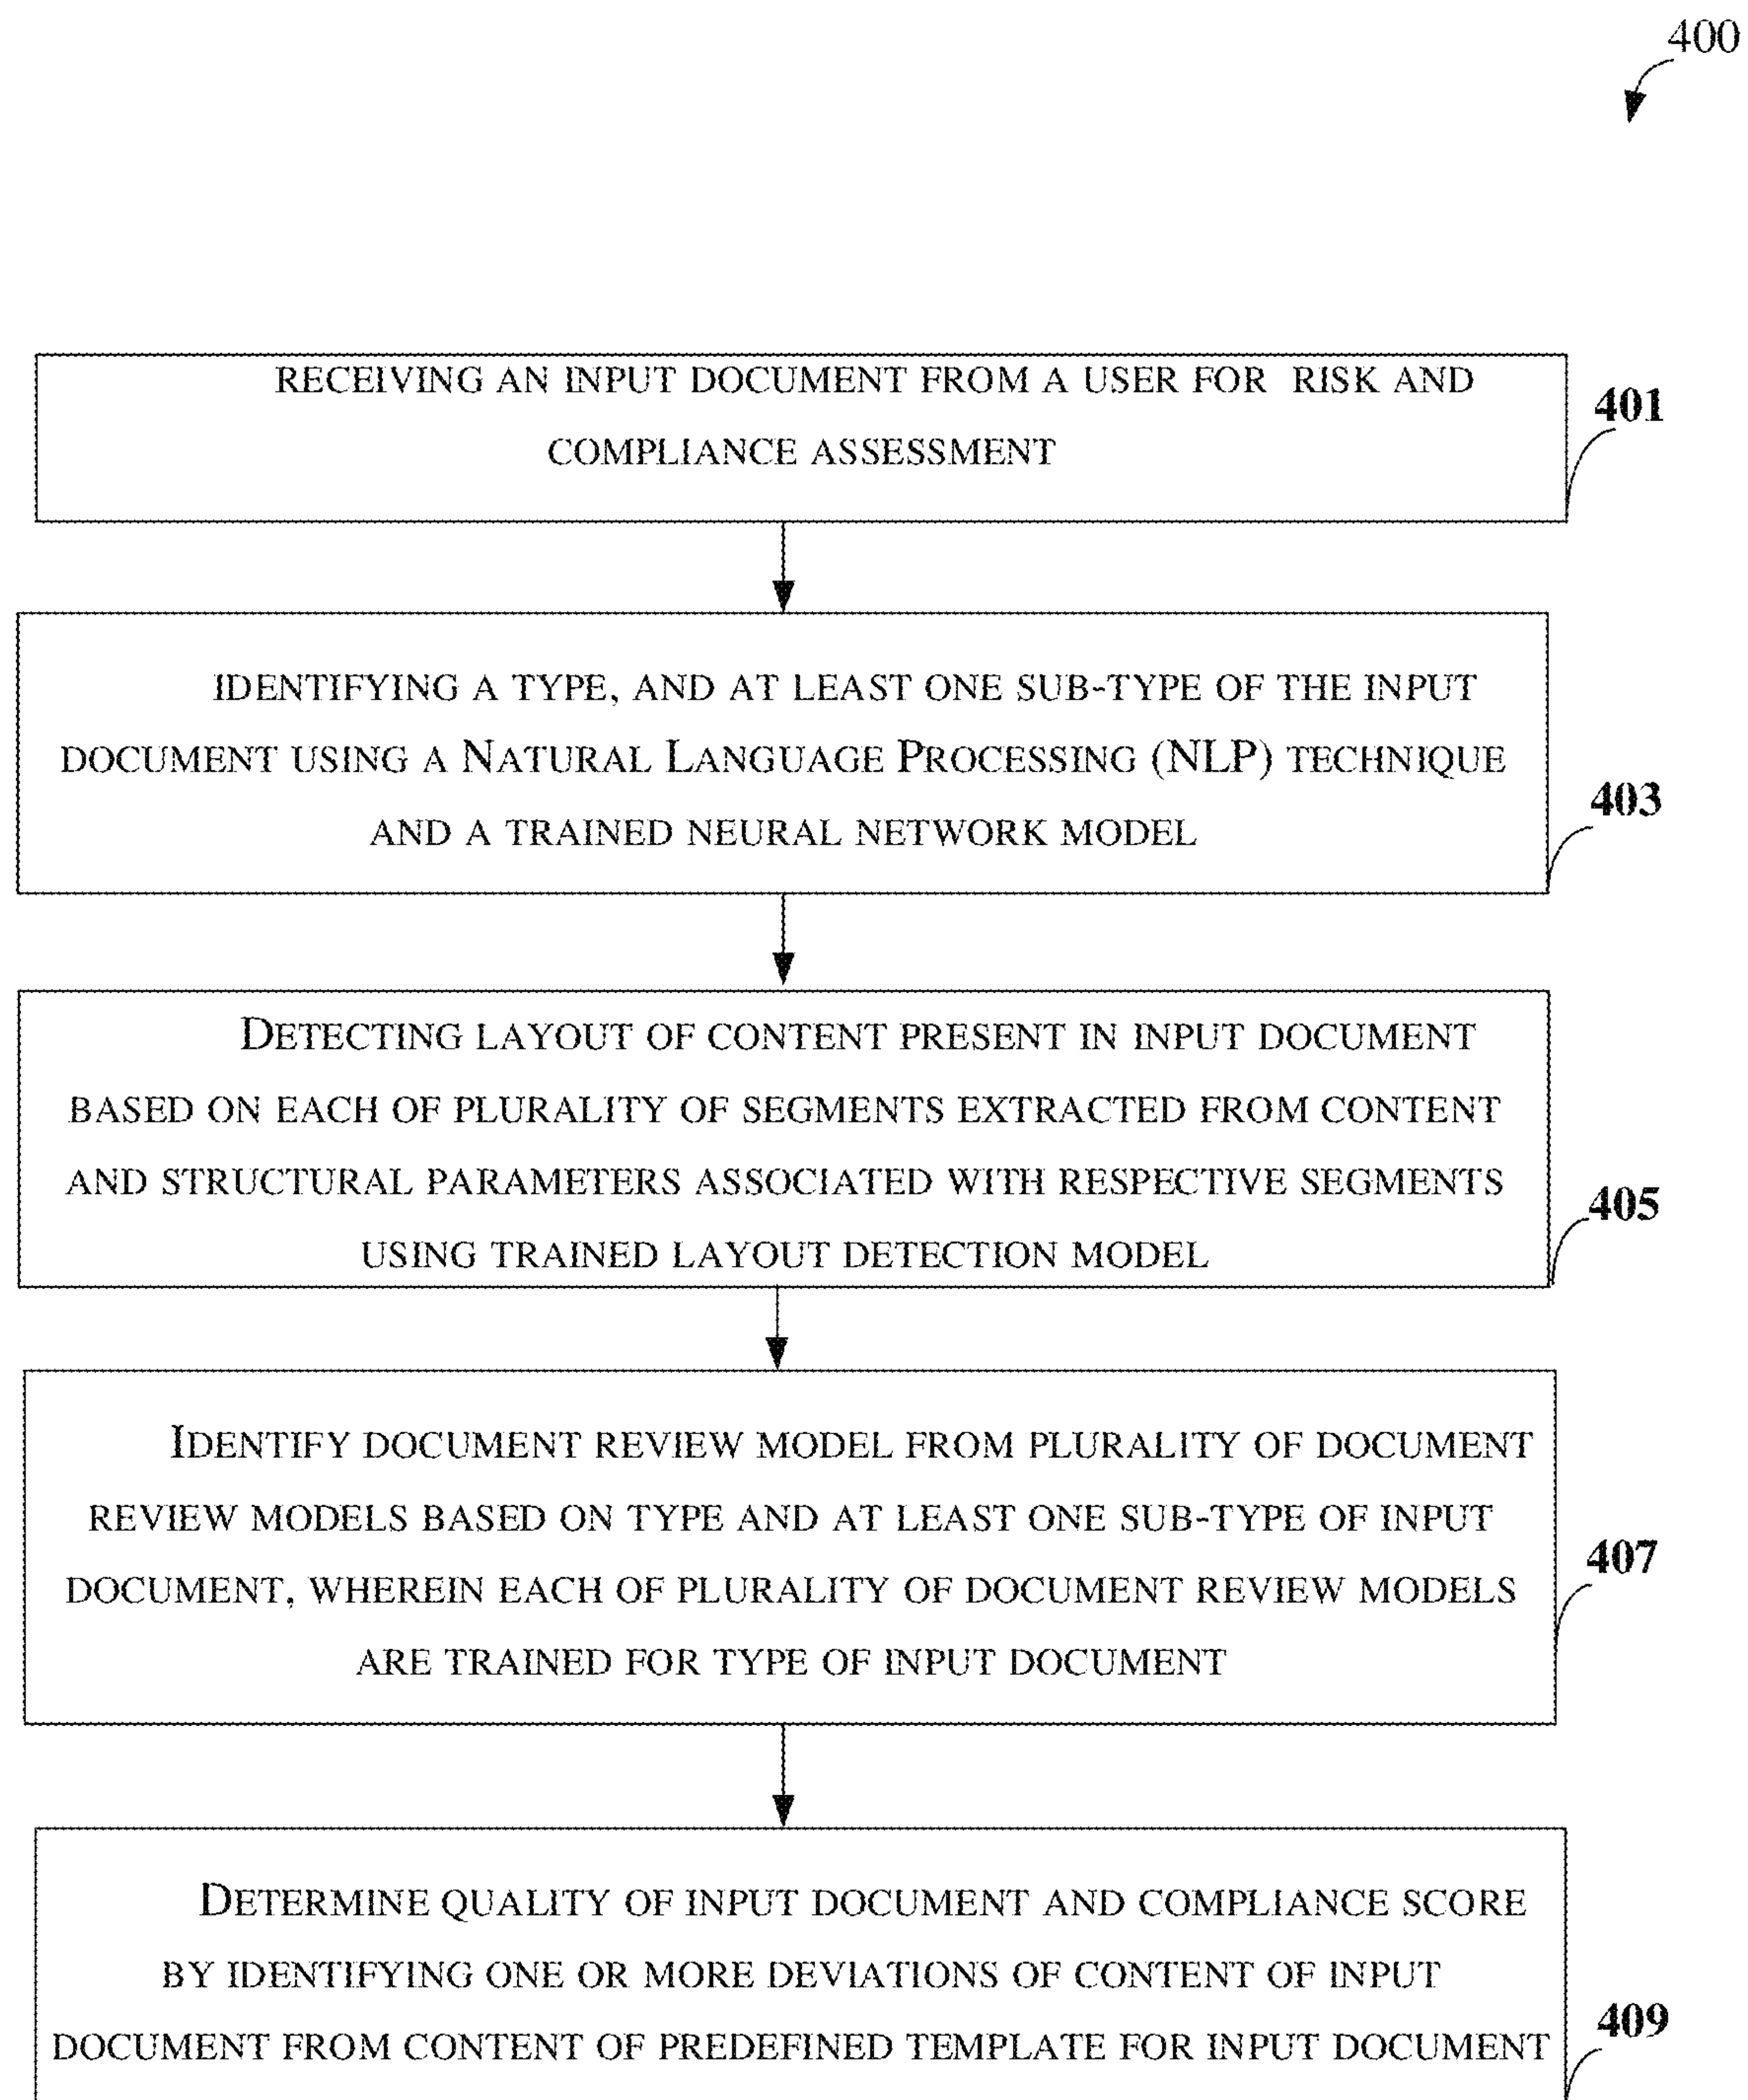 400
RECEIVING AN INPUT DOCUMENT FROM A USER FOR RISK AND
COMPLIANCE ASSESSMENT
401
IDENTIFYING A TYPE, AND AT LEAST ONE SUB-TYPE OF THE INPUT
DOCUMENT USING A NATURAL LANGUAGE PROCESSING (NLP) TECHNIQUE
AND A TRAINED NEURAL NETWORK MODEL
403
DETECTING LAYOUT OF CONTENT PRESENT IN INPUT DOCUMENT
BASED ON EACH OF PLURALITY OF SEGMENTS EXTRACTED FROM CONTENT
AND STRUCTURAL PARAMETERS ASSOCIATED WITH RESPECTIVE SEGMENTS
USING TRAINED LAYOUT DETECTION MODEL
405
IDENTIFY DOCUMENT REVIEW MODEL FROM PLURALITY OF DOCUMENT
REVIEW MODELS BASED ON TYPE AND AT LEAST ONE SUB-TYPE OF INPUT
DOCUMENT, WHEREIN EACH OF PLURALITY OF DOCUMENT REVIEW MODELS
ARE TRAINED FOR TYPE OF INPUT DOCUMENT
407
DETERMINE QUALITY OF INPUT DOCUMENT AND COMPLIANCE SCORE
BY IDENTIFYING ONE OR MORE DEVIATIONS OF CONTENT OF INPUT
DOCUMENT FROM CONTENT OF PREDEFINED TEMPLATE FOR INPUT DOCUMENT
409